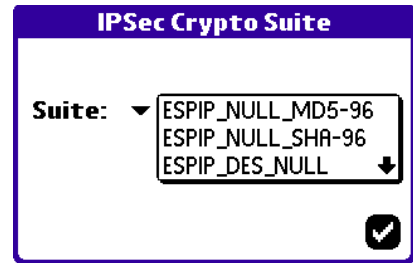 IPSec Crypto Suite
Suite:
ESPIP_NULL_MD5-96
ESPIP_NULL_SHA-96
ESPIP_DES_NULL